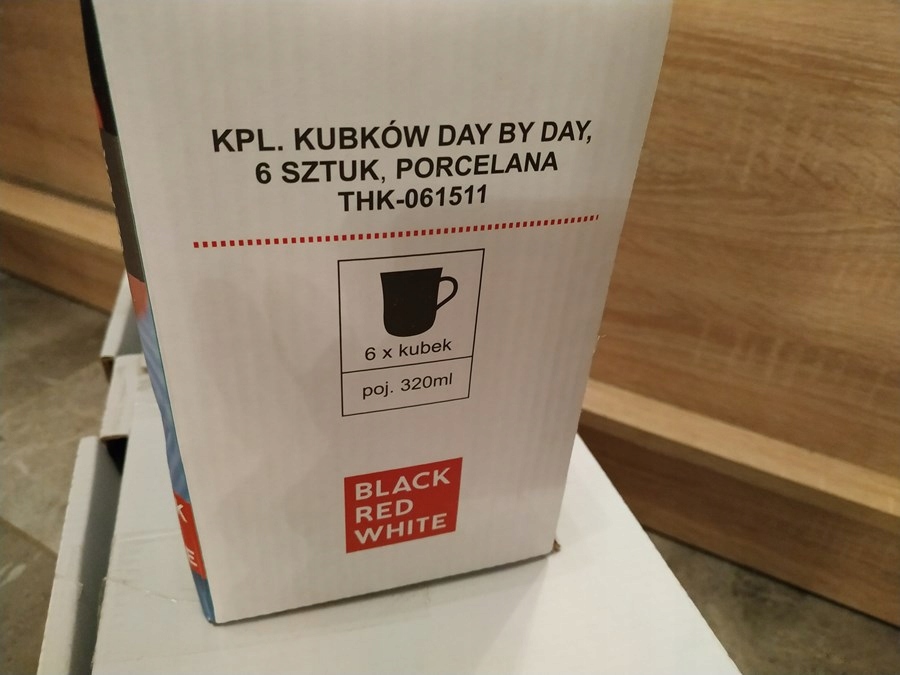 KPL. KUBKÓW DAY BY DAY,
6 SZTUK, PORCELANA
THK-061511
6 x kubek
poj. 320ml
BLACK
RED
WHITE